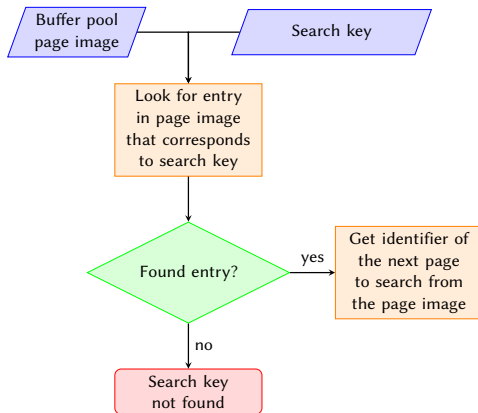 Buffer pool
page image
Search key
Look for entry
in page image
that corresponds
to search key
Found entry?
yes
Get identifier of
the next page
to search from
the page image
no
Search key
not found